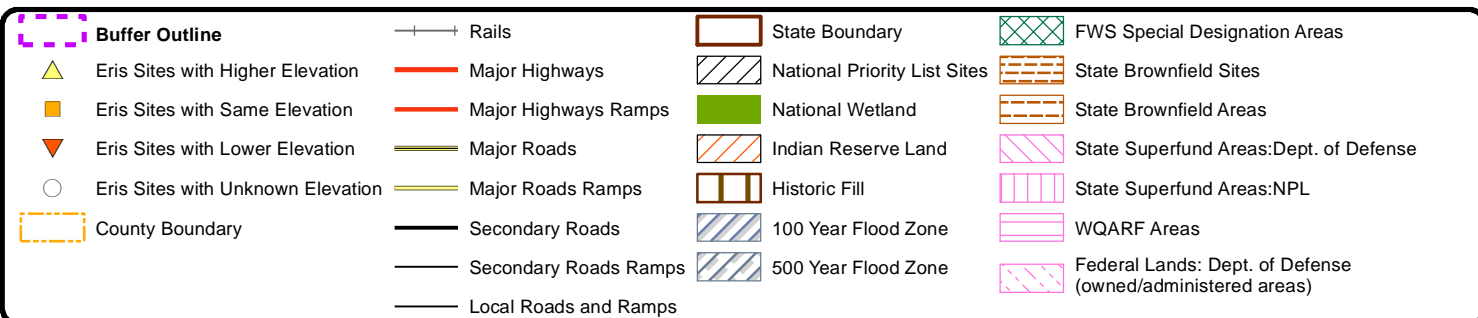 Buffer Outline
Eris Sites with Higher Elevation
Eris Sites with Same Elevation
Eris Sites with Lower Elevation
Eris Sites with Unknown Elevation
County Boundary
Rails
Major Highways
Major Highways Ramps
Major Roads
Major Roads Ramps
Secondary Roads
Secondary Roads Ramps
Local Roads and Ramps
State Boundary
National Priority List Sites
National Wetland
Indian Reserve Land
Historic Fill
100 Year Flood Zone
500 Year Flood Zone
FWS Special Designation Areas
State Brownfield Sites
State Brownfield Areas
State Superfund Areas:Dept. of Defense
State Superfund Areas:NPL
WQARF Areas
Federal Lands: Dept. of Defense
(owned/administered areas)